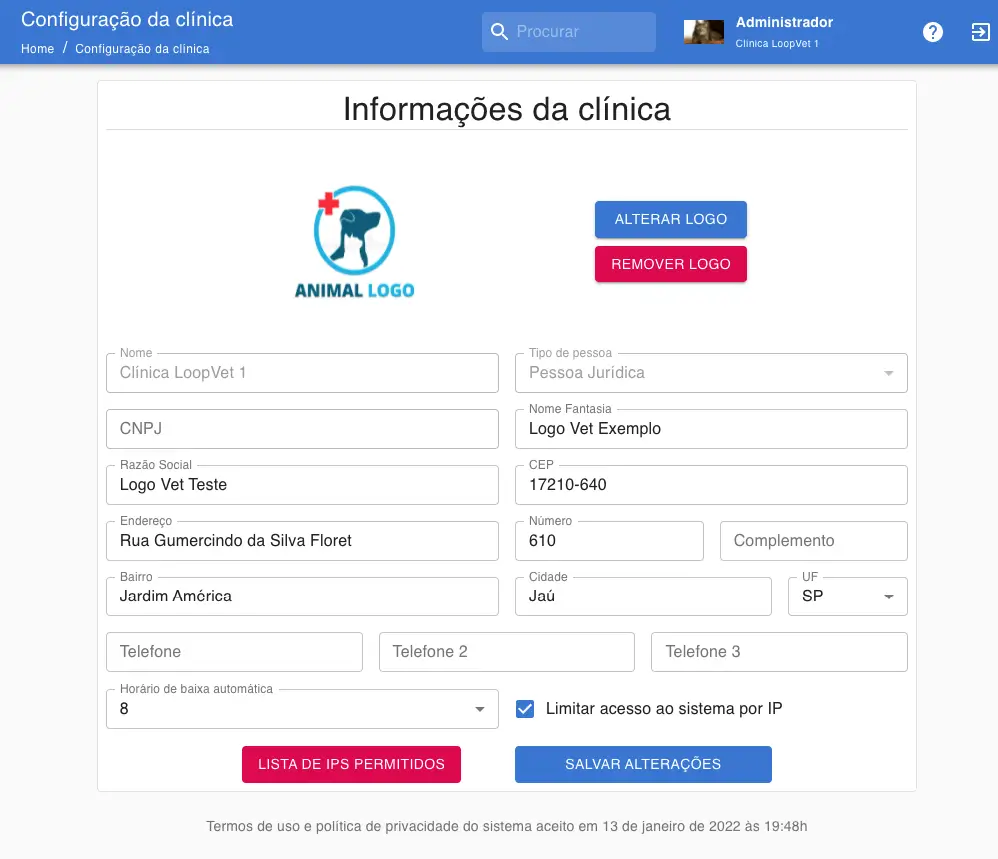 Configuração da clínica
Home / Configuração da clínica
Procurar
Administrador
Clínica LoopVet 1
Informações da clínica
ANIMAL LOGO
ALTERAR LOGO
REMOVER LOGO
Nome
Clínica LoopVet 1
Tipo de pessoa
Pessoa Jurídica
CNPJ
Nome Fantasia
Logo Vet Exemplo
Razão Social
Logo Vet Teste
CEP
17210-640
Endereço
Rua Gumercindo da Silva Floret
Número
610
Complemento
Bairro
Jardim América
Cidade
Jaú
UF
SP
Telefone
Telefone 2
Telefone 3
Horário de baixa automática
8
Limitar acesso ao sistema por IP
LISTA DE IPS PERMITIDOS
SALVAR ALTERAÇÕES
Termos de uso e política de privacidade do sistema aceito em 13 de janeiro de 2022 às 19:48h